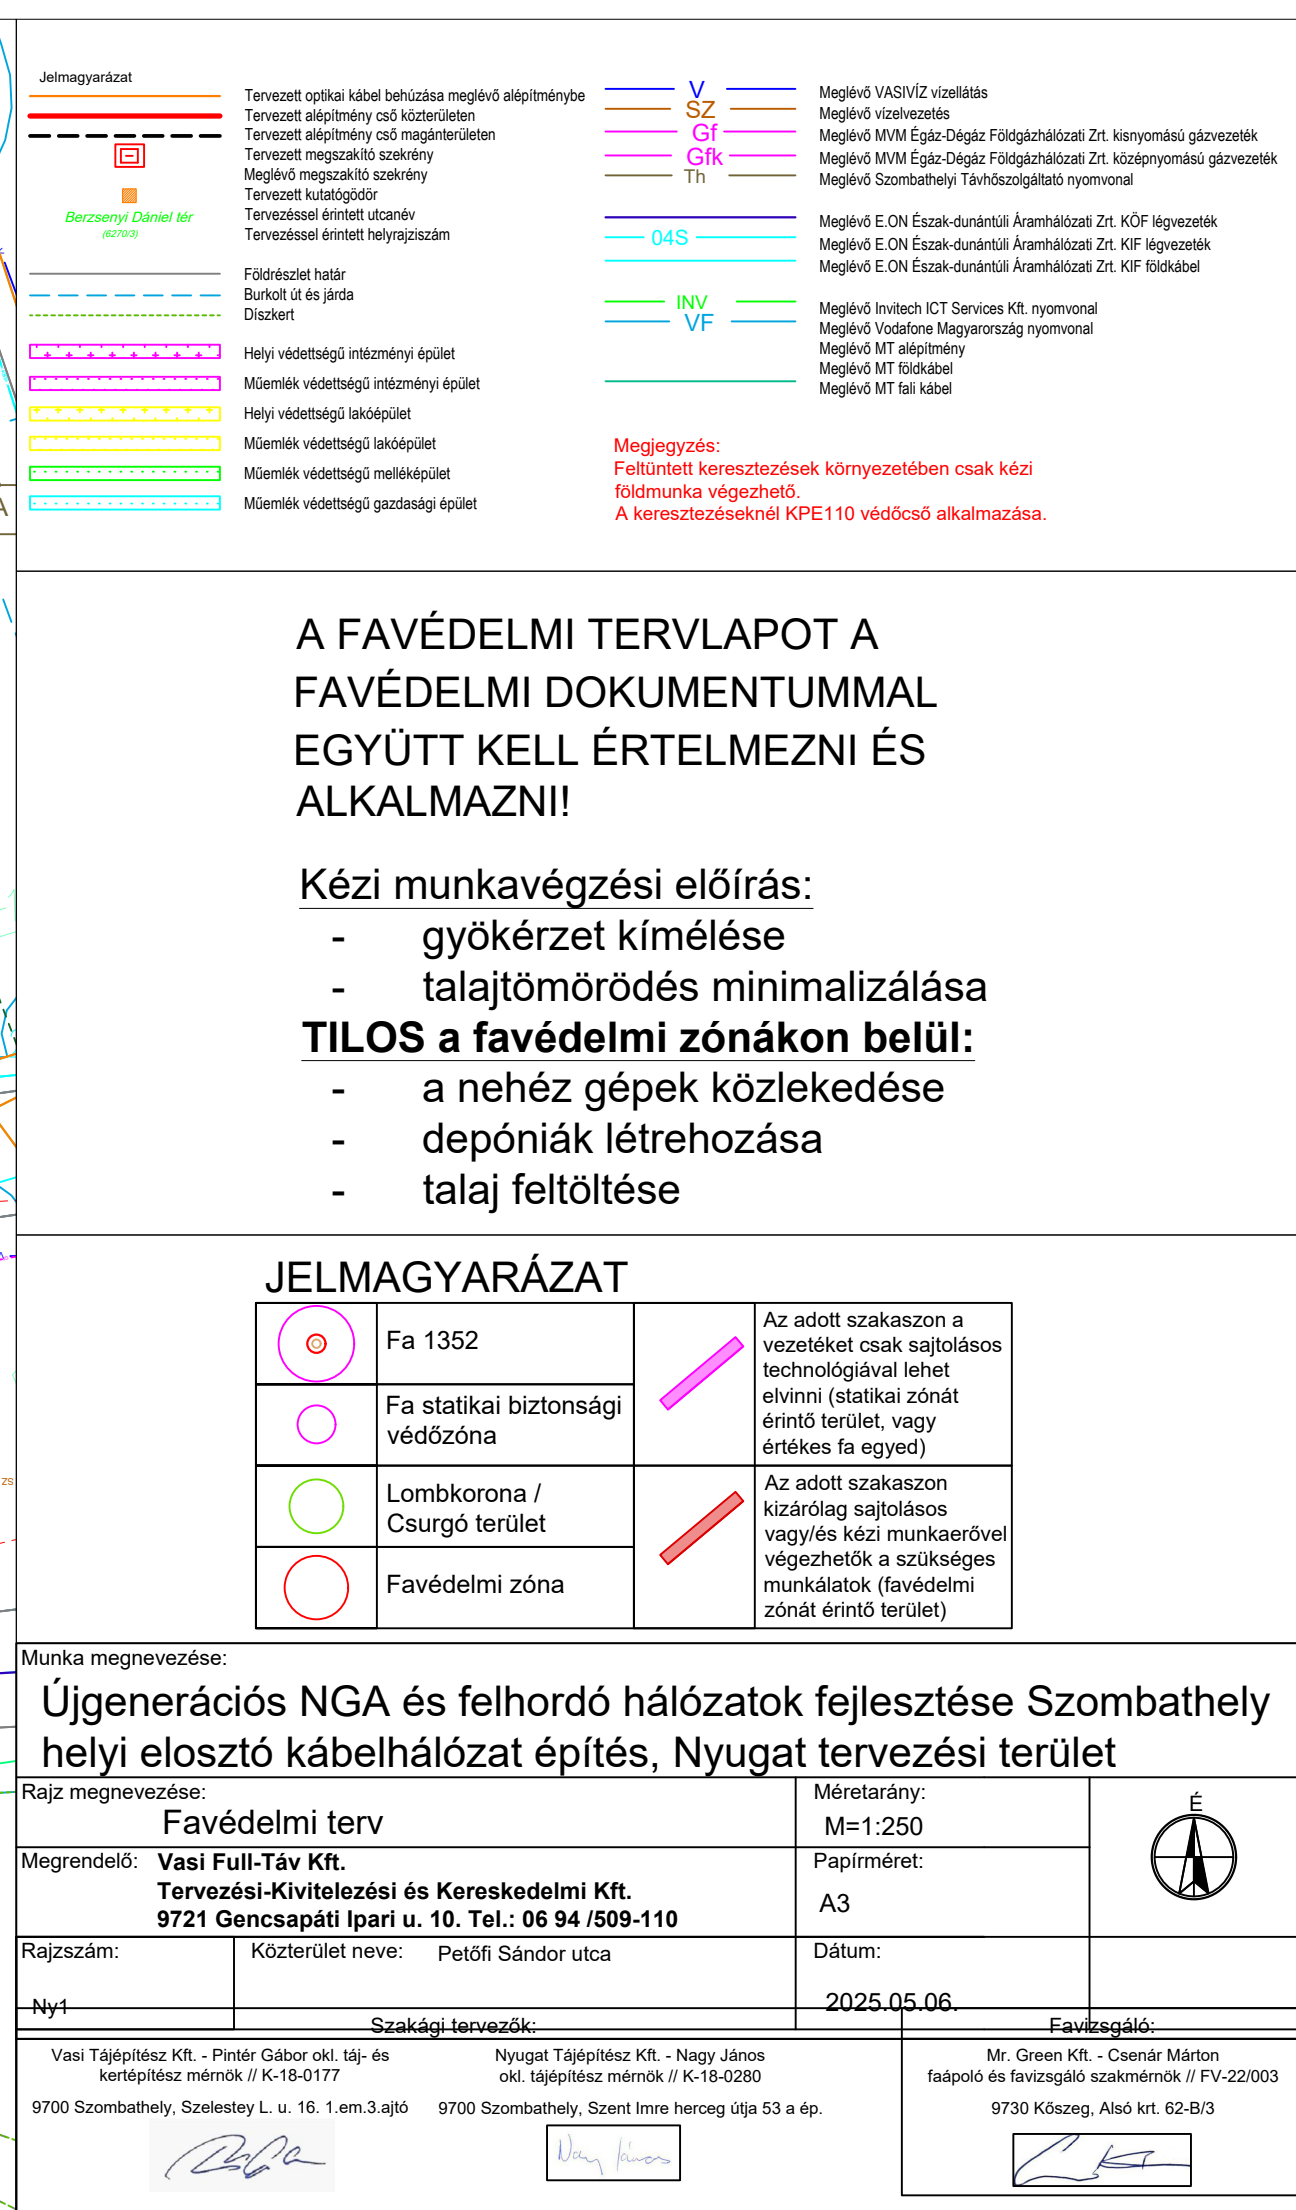 Jelmagyarázat
Tervezett optikai kábel behúzása meglévő alépítménybe
Tervezett alépítmény cső közterületen
Tervezett alépítmény cső magánterületen
Tervezett megszakító szekrény
Meglévő megszakító szekrény
Tervezett kutatógödör
Berzsenyi Dániel tér
Tervezéssel érintett utcanév
(6270/3)
Tervezéssel érintett helyrajziszám
Földrészlet határ
Burkolt út és járda
Díszkert
Helyi védettségű intézményi épület
Műemlék védettségű intézményi épület
Helyi védettségű lakóépület
Műemlék védettségű lakóépület
Műemlék védettségű melléképület
Műemlék védettségű gazdasági épület
V Meglévő VASIVÍZ vízellátás
SZ Meglévő vízelvezetés
Gf Meglévő MVM Égáz-Dégáz Földgázhálózati Zrt. kisnyomású gázvezeték
Gfk Meglévő MVM Égáz-Dégáz Földgázhálózati Zrt. középnyomású gázvezeték
Th Meglévő Szombathelyi Távhőszolgáltató nyomvonal
Meglévő E.ON Észak-dunántúli Áramhálózati Zrt. KÖF légvezeték
04S Meglévő E.ON Észak-dunántúli Áramhálózati Zrt. KIF légvezeték
Meglévő E.ON Észak-dunántúli Áramhálózati Zrt. KIF földkábel
INV Meglévő Invitech ICT Services Kft. nyomvonal
VF Meglévő Vodafone Magyarország nyomvonal
Meglévő MT alépítmény
Meglévő MT földkábel
Meglévő MT fali kábel
Megjegyzés:
Feltüntett keresztezések környezetében csak kézi
földmunka végezhető.
A keresztezéseknél KPE110 védőcső alkalmazása.
A FAVÉDELMI TERVLAPOT A
FAVÉDELMI DOKUMENTUMMAL
EGYÜTT KELL ÉRTELMEZNI ÉS
ALKALMAZNI!
Kézi munkavégzési előírás:
- gyökérzet kímélése
- talajtömörödés minimalizálása
TILOS a favédelmi zónákon belül:
- a nehéz gépek közlekedése
- depóniák létrehozása
- talaj feltöltése
JELMAGYARÁZAT
Fa 1352
Fa statikai biztonsági
védőzóna
Lombkorona /
Csurgó terület
Favédelmi zóna
Az adott szakaszon a
vezetéket csak sajtolásos
technológiával lehet
elvinni (statikai zónát
érintő terület, vagy
értékes fa egyed)
Az adott szakaszon
kizárólag sajtolásos
vagy/és kézi munkaerővel
végezhetők a szükséges
munkálatok (favédelmi
zónát érintő terület)
Munka megnevezése:
Újgenerációs NGA és felhordó hálózatok fejlesztése Szombathely
helyi elosztó kábelhálózat építés, Nyugat tervezési terület
Rajz megnevezése:
Favédelmi terv
Méretarány:
M=1:250
É
Megrendelő: Vasi Full-Táv Kft.
Tervezési-Kivitelezési és Kereskedelmi Kft.
9721 Gencsapáti Ipari u. 10. Tel.: 06 94 /509-110
Papírméret:
A3
Rajzszám:
Ny1
Közterület neve: Petőfi Sándor utca
Dátum:
2025.05.06.
Szakági tervezők:
Favizsgáló:
Vasi Tájépítész Kft. - Pintér Gábor okl. táj- és
kertépítész mérnök // K-18-0177
9700 Szombathely, Szelestey L. u. 16. 1.em.3.ajtó
Nyugat Tájépítész Kft. - Nagy János
okl. tájépítész mérnök // K-18-0280
9700 Szombathely, Szent Imre herceg útja 53 a ép.
Nagy János
Mr. Green Kft. - Csenár Márton
faápoló és favizsgáló szakmérnök // FV-22/003
9730 Kőszeg, Alsó krt. 62-B/3